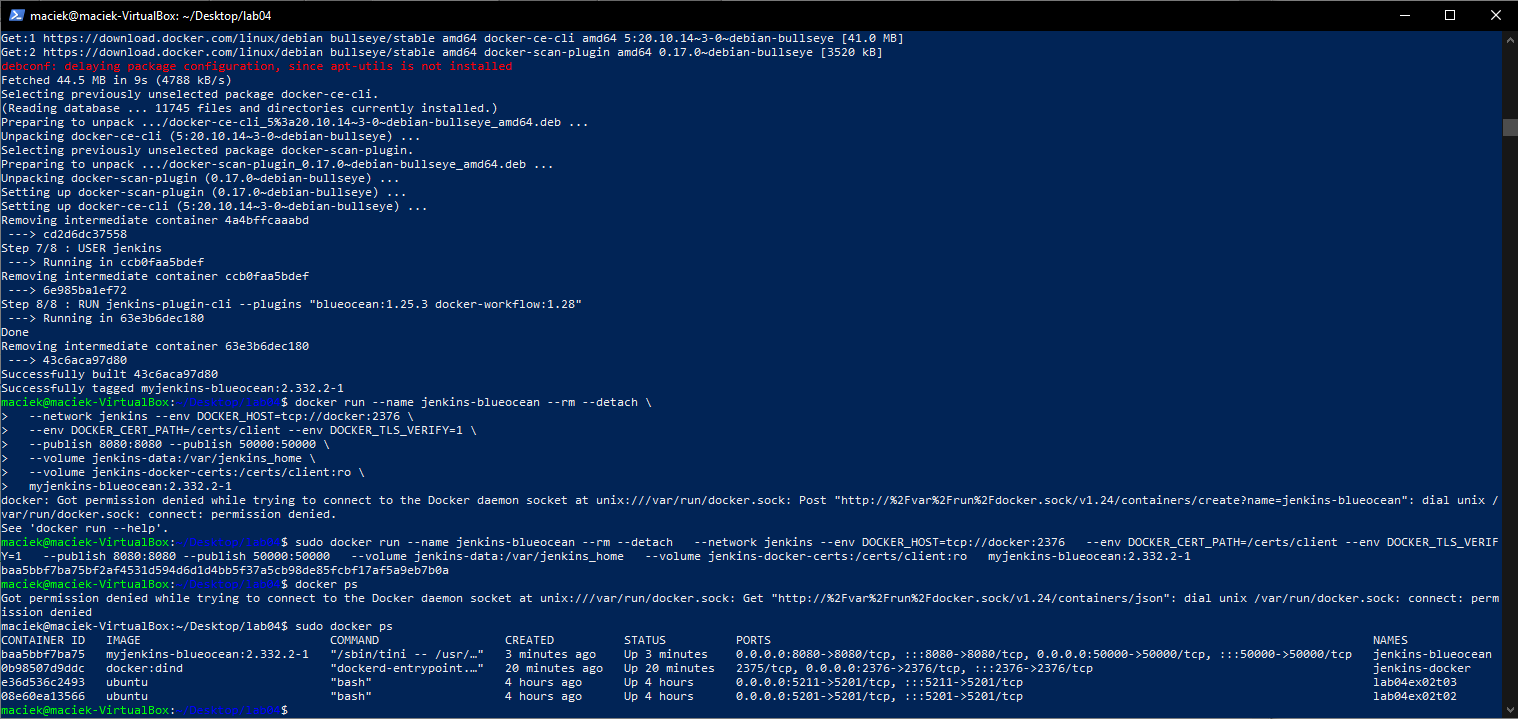 maciek@maciek-VirtualBox: ~/Desktop/lab04
Get:1 https://download.docker.com/linux/debian bullseye/stable amd64 docker-ce-cli amd64 5:20.10.14~3-0~debian-bullseye [41.0 MB]
Get:2 https://download.docker.com/linux/debian bullseye/stable amd64 docker-scan-plugin amd64 0.17.0~debian-bullseye [3520 kB]
debconf: delaying package configuration, since apt-utils is not installed
Fetched 44.5 MB in 9s (4788 kB/s)
Selecting previously unselected package docker-ce-cli.
(Reading database ... 11745 files and directories currently installed.)
Preparing to unpack .../docker-ce-cli_5%3a20.10.14~3-0~debian-bullseye_amd64.deb ...
Unpacking docker-ce-cli (5:20.10.14~3-0~debian-bullseye) ...
Selecting previously unselected package docker-scan-plugin.
Preparing to unpack .../docker-scan-plugin_0.17.0~debian-bullseye_amd64.deb ...
Unpacking docker-scan-plugin (0.17.0~debian-bullseye) ...
Setting up docker-scan-plugin (0.17.0~debian-bullseye) ...
Setting up docker-ce-cli (5:20.10.14~3-0~debian-bullseye) ...
Removing intermediate container 4a4bffcaaabd
 ---> cd2d6dc37558
Step 7/8 : USER jenkins
 ---> Running in ccb0faa5bdef
Removing intermediate container ccb0faa5bdef
 ---> 6e985ba1ef72
Step 8/8 : RUN jenkins-plugin-cli --plugins "blueocean:1.25.3 docker-workflow:1.28"
 ---> Running in 63e3b6dec180
Done
Removing intermediate container 63e3b6dec180
 ---> 43c6aca97d80
Successfully built 43c6aca97d80
Successfully tagged myjenkins-blueocean:2.332.2-1
maciek@maciek-VirtualBox:~/Desktop/lab04$ docker run --name jenkins-blueocean --rm --detach \
>   --network jenkins --env DOCKER_HOST=tcp://docker:2376 \
>   --env DOCKER_CERT_PATH=/certs/client --env DOCKER_TLS_VERIFY=1 \
>   --publish 8080:8080 --publish 50000:50000 \
>   --volume jenkins-data:/var/jenkins_home \
>   --volume jenkins-docker-certs:/certs/client:ro \
>   myjenkins-blueocean:2.332.2-1
docker: Got permission denied while trying to connect to the Docker daemon socket at unix:///var/run/docker.sock: Post "http://%2Fvar%2Frun%2Fdocker.sock/v1.24/containers/create?name=jenkins-blueocean": dial unix /
var/run/docker.sock: connect: permission denied.
See 'docker run --help'.
maciek@maciek-VirtualBox:~/Desktop/lab04$ sudo docker run --name jenkins-blueocean --rm --detach   --network jenkins --env DOCKER_HOST=tcp://docker:2376   --env DOCKER_CERT_PATH=/certs/client --env DOCKER_TLS_VERIF
Y=1   --publish 8080:8080 --publish 50000:50000   --volume jenkins-data:/var/jenkins_home   --volume jenkins-docker-certs:/certs/client:ro   myjenkins-blueocean:2.332.2-1
baa5bbf7ba75bf2af4531d594d6d1d4bb5f37a5cb98de85fcbf17af5a9eb7b0a
maciek@maciek-VirtualBox:~/Desktop/lab04$ docker ps
Got permission denied while trying to connect to the Docker daemon socket at unix:///var/run/docker.sock: Get "http://%2Fvar%2Frun%2Fdocker.sock/v1.24/containers/json": dial unix /var/run/docker.sock: connect: perm
ission denied
maciek@maciek-VirtualBox:~/Desktop/lab04$ sudo docker ps
CONTAINER ID   IMAGE                           COMMAND                  CREATED          STATUS          PORTS                                                                                      NAMES
baa5bbf7ba75   myjenkins-blueocean:2.332.2-1   "/sbin/tini -- /usr/…"   3 minutes ago    Up 3 minutes    0.0.0.0:8080->8080/tcp, :::8080->8080/tcp, 0.0.0.0:50000->50000/tcp, :::50000->50000/tcp   jenkins-blueocean
0b98507d9ddc   docker:dind                     "dockerd-entrypoint.…"   20 minutes ago   Up 20 minutes   2375/tcp, 0.0.0.0:2376->2376/tcp, :::2376->2376/tcp                                        jenkins-docker
e36d536c2493   ubuntu                          "bash"                   4 hours ago      Up 4 hours      0.0.0.0:5211->5201/tcp, :::5211->5201/tcp                                                  lab04ex02t03
08e60ea13566   ubuntu                          "bash"                   4 hours ago      Up 4 hours      0.0.0.0:5201->5201/tcp, :::5201->5201/tcp                                                  lab04ex02t02
maciek@maciek-VirtualBox:~/Desktop/lab04$